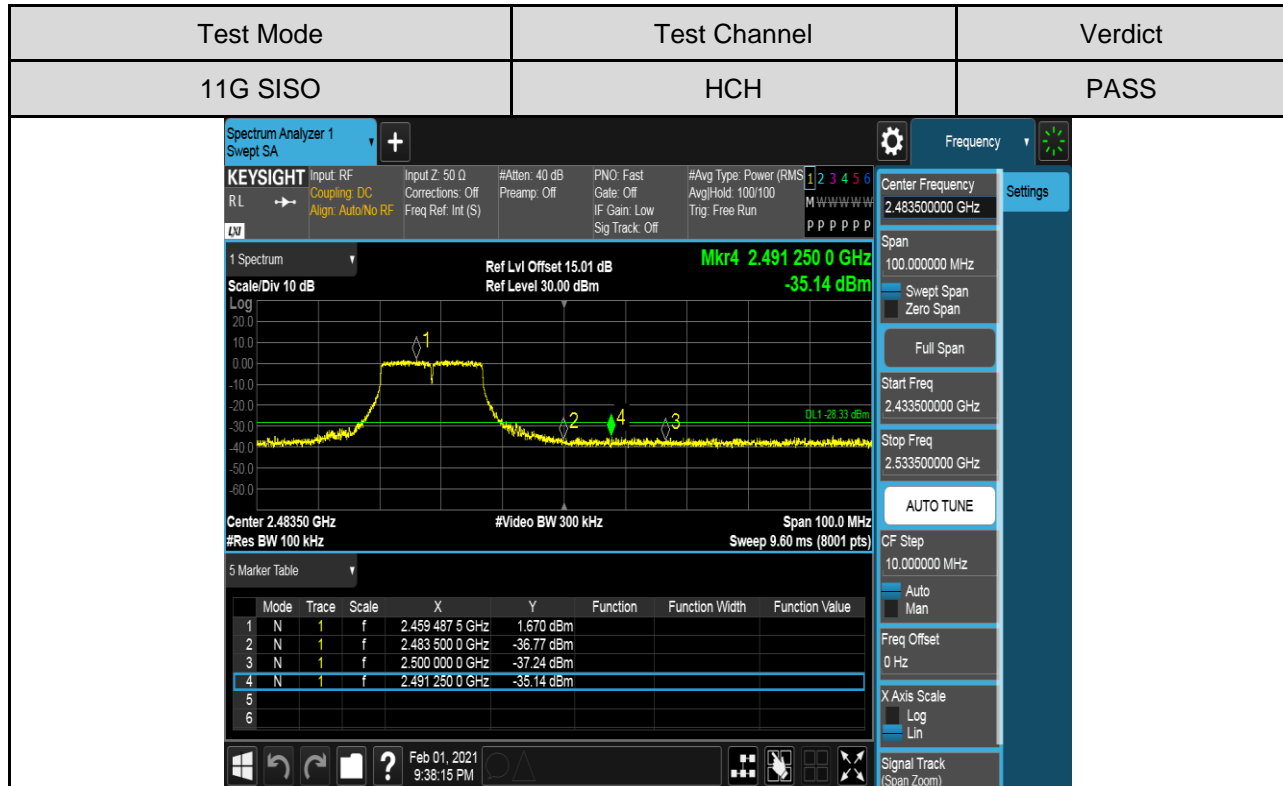 Test Mode Test Channel Verdict
11G SISO HCH PASS
Spectrum Analyzer 1
Swept SA
Frequency
KEYSIGHT Input: RF Input Z: 50 Ω #Atten: 40 dB PNO: Fast #Avg Type: Power (RMS 1 2 3 4 5 6
RL Coupling: DC Corrections: Off Preamp: Off Gate: Off Avg|Hold: 100/100 M W W W W W
Align: Auto/No RF Freq Ref: Int (S) IF Gain: Low Trig: Free Run
LXI Sig Track: Off P P P P P P
Center Frequency
2.483500000 GHz
Settings
1 Spectrum
Ref Lvl Offset 15.01 dB Mkr4 2.491 250 0 GHz
Scale/Div 10 dB Ref Level 30.00 dBm -35.14 dBm
Log
20.0
10.0
0.00
-10.0
-20.0
-30.0
-40.0
-50.0
-60.0
1
2
4
3
DL1 -28.33 dBm
Center 2.48350 GHz #Video BW 300 kHz Span 100.0 MHz
#Res BW 100 kHz Sweep 9.60 ms (8001 pts)
Span
100.000000 MHz
Swept Span
Zero Span
Full Span
Start Freq
2.433500000 GHz
Stop Freq
2.533500000 GHz
AUTO TUNE
CF Step
10.000000 MHz
Auto
Man
Freq Offset
0 Hz
X Axis Scale
Log
Lin
Signal Track
(Span Zoom)
5 Marker Table
Mode Trace Scale X Y Function Function Width Function Value
1 N 1 f 2.459 487 5 GHz 1.670 dBm
2 N 1 f 2.483 500 0 GHz -36.77 dBm
3 N 1 f 2.500 000 0 GHz -37.24 dBm
4 N 1 f 2.491 250 0 GHz -35.14 dBm
5
6
? Feb 01, 2021
9:38:15 PM